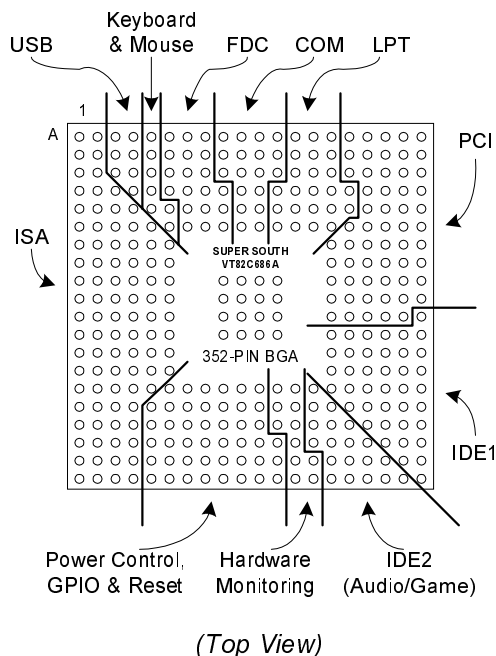 Keyboard
& Mouse
USB
FDC
COM
LPT
1
A
PCI
ISA
SUPER SOUTH
VT82C686A
352-PIN BGA
IDE1
Power Control,
GPIO & Reset
Hardware
Monitoring
IDE2
(Audio/Game)
(Top View)